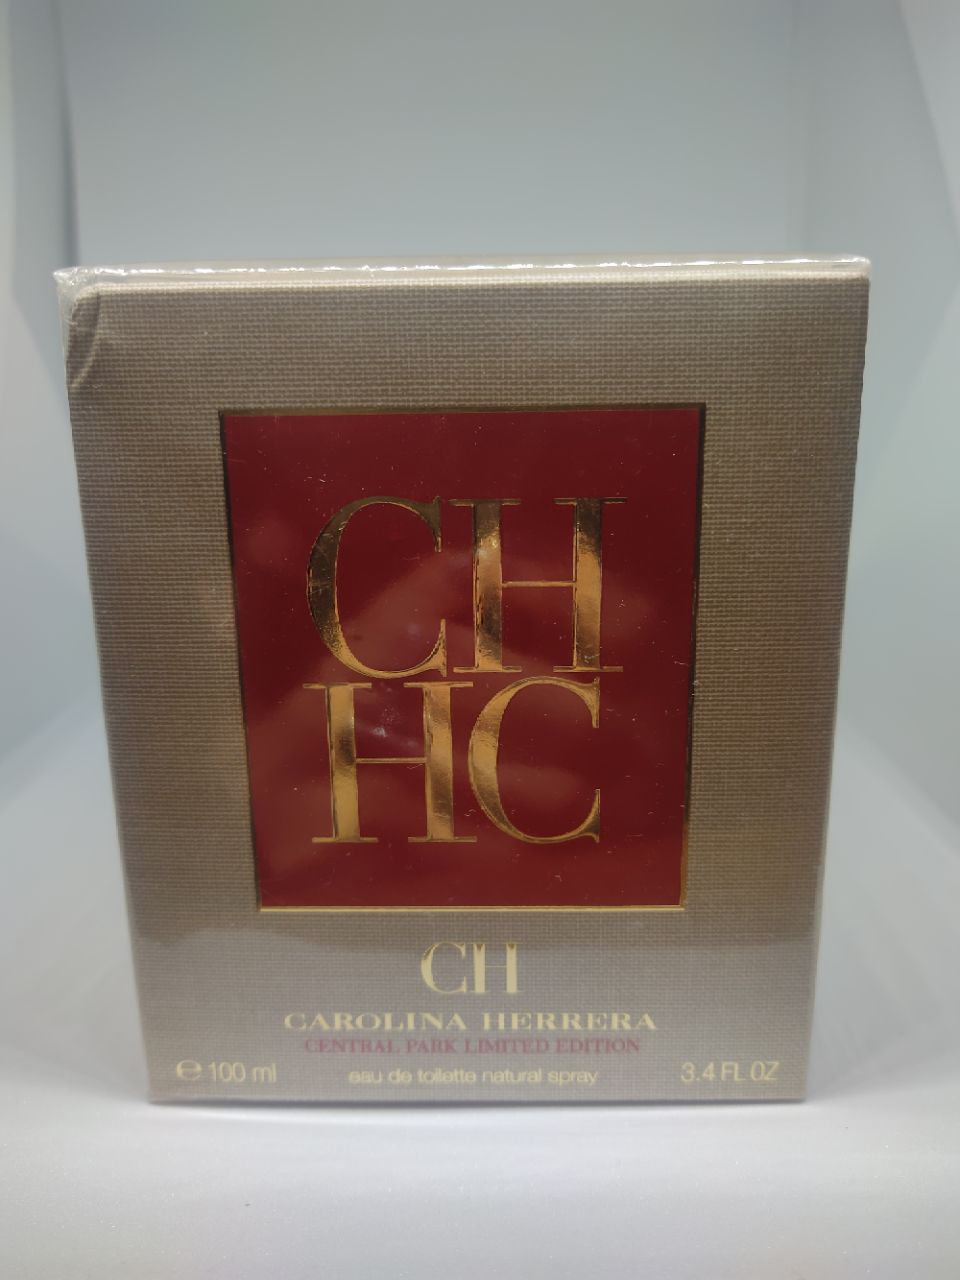 CH
HC
CH
CAROLINA HERRERA
CENTRAL PARK LIMITED EDITION
℮ 100 ml eau de toilette natural spray 3.4 FL OZ